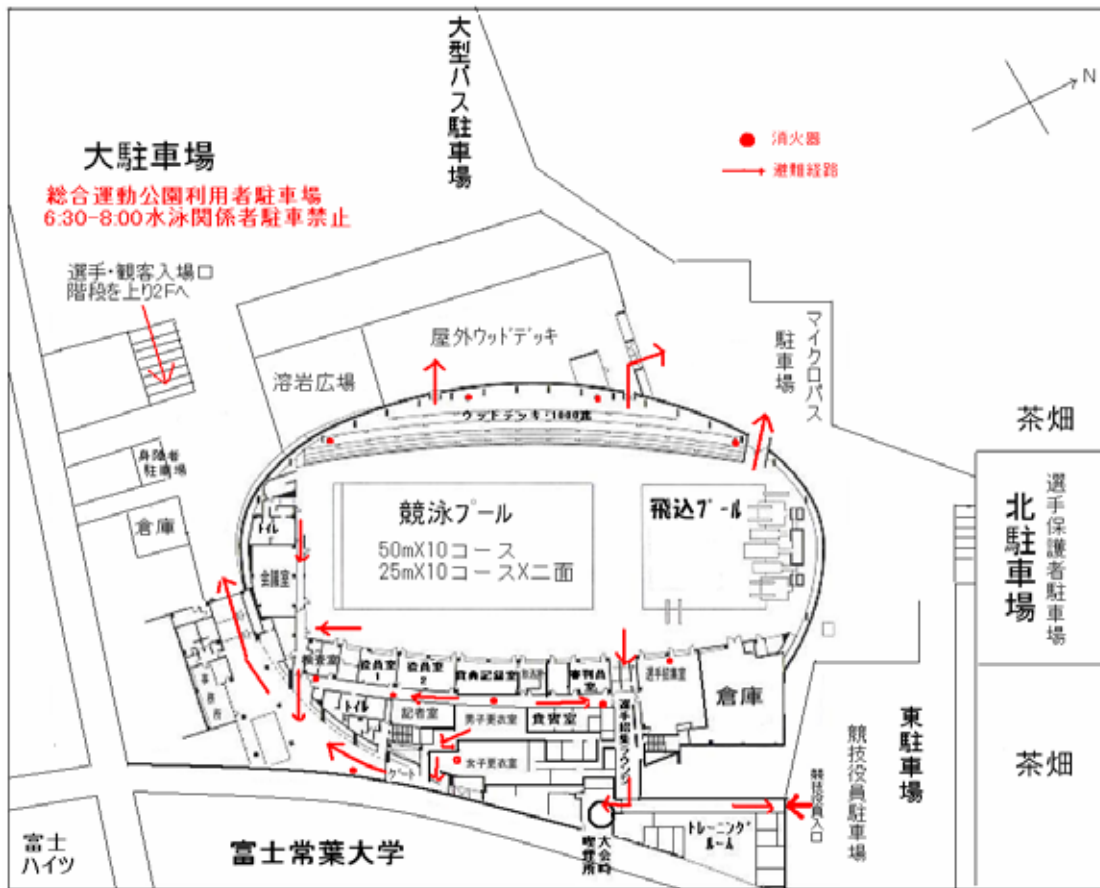 大型バス駐車場
N
消火器
避難経路
大駐車場
総合運動公園利用者駐車場
6:30-8:00水泳関係者駐車禁止
選手・観客入場口
階段を上り2Fへ
マイクロバス
駐車場
屋外ウッドデッキ
溶岩広場
茶畑
身障者
駐車場
倉庫
トイレ
会議室
競泳プール
50mX10コース
25mX10コースX二面
飛込プール
北駐車場
選手保護者駐車場
役員室
1
役員室
2
賞典記録室
審判員
室
選手招集室
倉庫
事務所
トイレ
記者室
男子更衣室
女子更衣室
選手招集ラウンジ
ゲート
東駐車場
競技役員駐車場
競技役員入口
茶畑
トレーニング
ルーム
大会時
喫煙所
富士
ハイツ
富士常葉大学